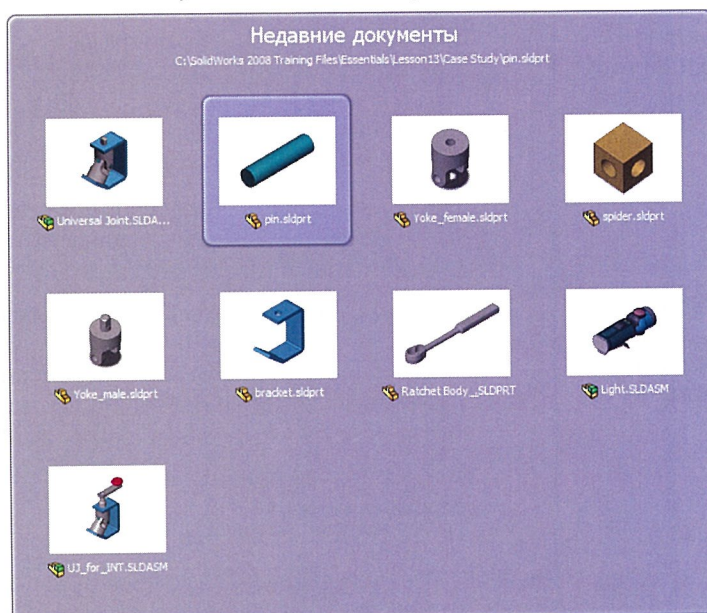 Недавние документы
C:\SolidWorks 2008 Training Files\Essentials\Lesson13\Case Study\pin.sldprt
Universal Joint.SLDA...
pin.sldprt
Yoke_female.sldprt
spider.sldprt
Yoke_male.sldprt
bracket.sldprt
Ratchet Body_.SLDPRT
Light.SLDASM
UJ_for_INT.SLDASM